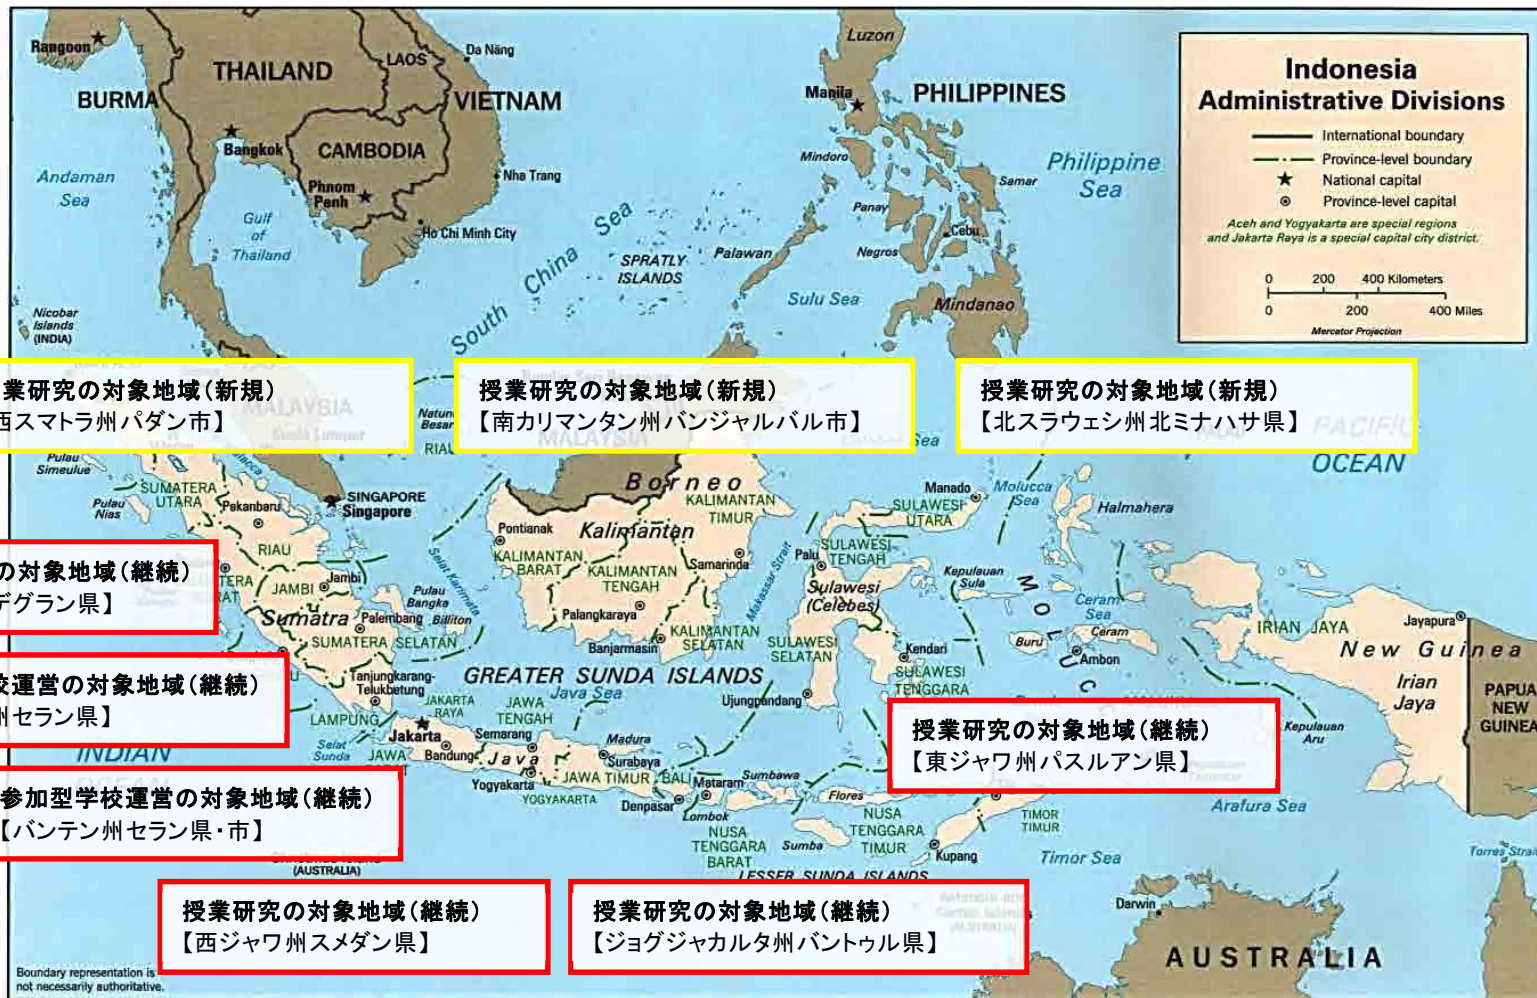 Rangoon
BURMA
THAILAND
LAOS
Da Năng
VIETNAM
Bangkok
CAMBODIA
Phnom
Penh
Nha Trang
Ho Chi Minh City
Andaman
Sea
Gulf
of
Thailand
Nicobar
Islands
(INDIA)
South China Sea
SPRATLY
ISLANDS
Luzon
Manila
PHILIPPINES
Mindoro
Philippine
Sea
Samar
Panay
Cebu
Negros
Palawan
Sulu Sea
Mindanao
Indonesia
Administrative Divisions
International boundary
Province-level boundary
National capital
Province-level capital
Aceh and Yogyakarta are special regions
and Jakarta Raya is a special capital city district.
0 200 400 Kilometers
0 200 400 Miles
Mercator Projection
業研究の対象地域(新規)
西スマトラ州パダン市】
授業研究の対象地域(新規)
【南カリマンタン州バンジャルバル市】
授業研究の対象地域(新規)
【北スラウェシ州北ミナハサ県】
MALAYSIA
MALAYSIA
Sea
PACIFIC
OCEAN
Pulau
Simeulue
Pulau
Nias
SUMATERA
UTARA
Pekanbaru
SINGAPORE
Singapore
RIAU
JAMBI
Jambi
Sumatra
Palembang
Pulau
Bangka
Billiton
SUMATERA SELATAN
Selat Karimata
Borneo
Pontianak
Kalimantan
KALIMANTAN
TIMUR
KALIMANTAN
BARAT
KALIMANTAN
TENGAH
Samarinda
Palangkaraya
Banjarmasin
KALIMANTAN
SELATAN
Makassar Strait
Manado
Molucca
Sea
Halmahera
SULAWESI
UTARA
Palu
SULAWESI
TENGAH
Sulawesi
(Celebes)
Kepulauan
Sula
MOLUCC
Ceram
Sea
Buru
Ceram
Ambon
SULAWESI
SELATAN
Kendari
SULAWESI
TENGGARA
Ujungpandang
IRIAN JAYA
Jayapura
New Guinea
Irian
Jaya
PAPUA
NEW
GUINEA
Kepulauan
Aru
の対象地域(継続)
デグラン県】
校運営の対象地域(継続)
州セラン県】
Tanjungkarang-
Telukbetung
LAMPUNG
Selat
Sunda
GREATER SUNDA ISLANDS
Java Sea
JAKARTA
RAYA
Jakarta
JAWA
Bandung
JAWA
TENGAH
Semarang
Java
Madura
Surabaya
Yogyakarta
YOGYAKARTA
JAWA TIMUR
BALI
Denpasar
Mataram
Lombok
Sumbawa
Flores
Sumba
NUSA
TENGGARA
BARAT
NUSA
TENGGARA
TIMUR
Kupang
TIMOR
TIMUR
Timor Sea
Arafura Sea
Torres Strait
授業研究の対象地域(継続)
【東ジャワ州パスルアン県】
INDIAN
参加型学校運営の対象地域(継続)
【バンテン州セラン県・市】
(AUSTRALIA)
LESSER SUNDA ISLANDS
授業研究の対象地域(継続)
【西ジャワ州スメダン県】
授業研究の対象地域(継続)
【ジョグジャカルタ州バントゥル県】
Darwin
AUSTRALIA
Boundary representation is
not necessarily authoritative.